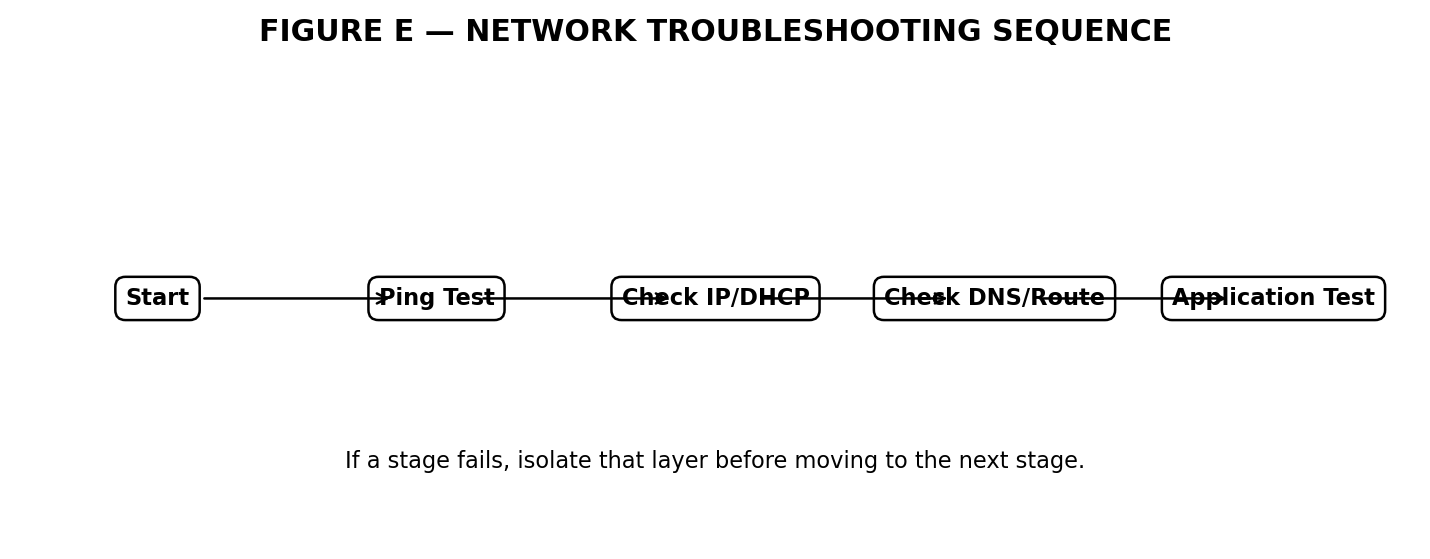 FIGURE E — NETWORK TROUBLESHOOTING SEQUENCE
Start
Ping Test
Check IP/DHCP
Check DNS/Route
Application Test
If a stage fails, isolate that layer before moving to the next stage.